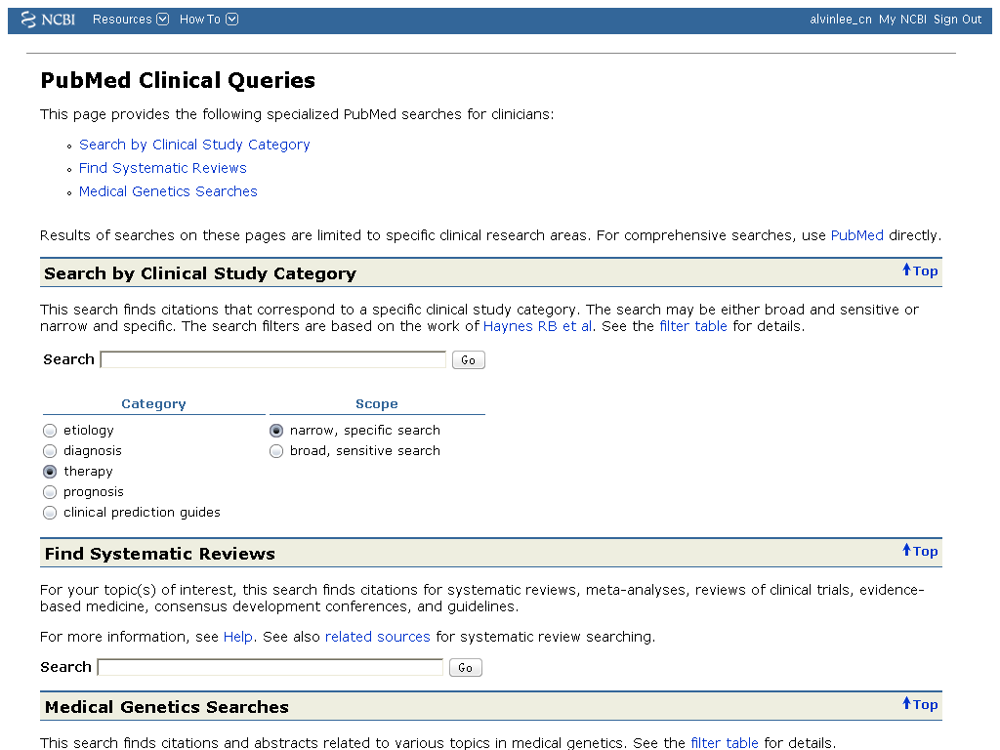 NCBI Resources How To alvinlee_cn My NCBI Sign Out
PubMed Clinical Queries
This page provides the following specialized PubMed searches for clinicians:
Search by Clinical Study Category
Find Systematic Reviews
Medical Genetics Searches
Results of searches on these pages are limited to specific clinical research areas. For comprehensive searches, use PubMed directly.
Search by Clinical Study Category Top
This search finds citations that correspond to a specific clinical study category. The search may be either broad and sensitive or
narrow and specific. The search filters are based on the work of Haynes RB et al. See the filter table for details.
Search Go
Category Scope
etiology narrow, specific search
diagnosis broad, sensitive search
therapy
prognosis
clinical prediction guides
Find Systematic Reviews Top
For your topic(s) of interest, this search finds citations for systematic reviews, meta-analyses, reviews of clinical trials, evidence-
based medicine, consensus development conferences, and guidelines.
For more information, see Help. See also related sources for systematic review searching.
Search Go
Medical Genetics Searches Top
This search finds citations and abstracts related to various topics in medical genetics. See the filter table for details.